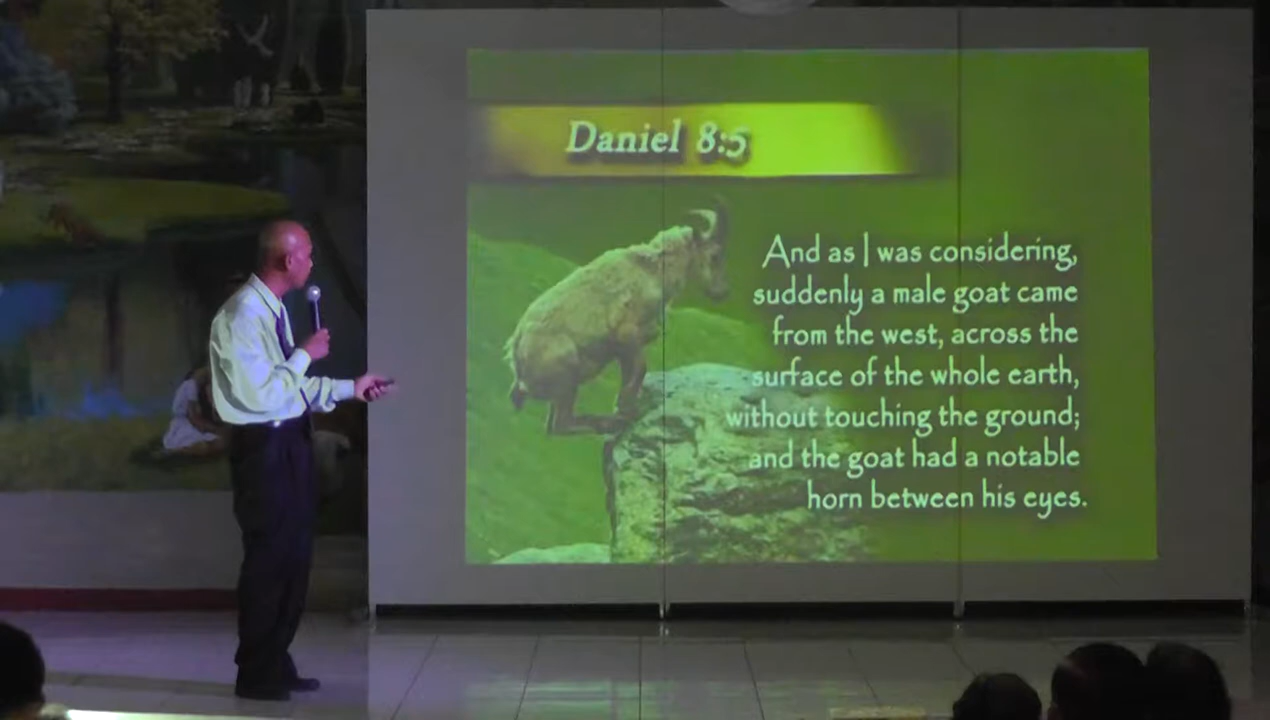 Daniel 8:5
And as I was considering,
suddenly a male goat came
from the west, across the
surface of the whole earth,
without touching the ground;
and the goat had a notable
horn between his eyes.